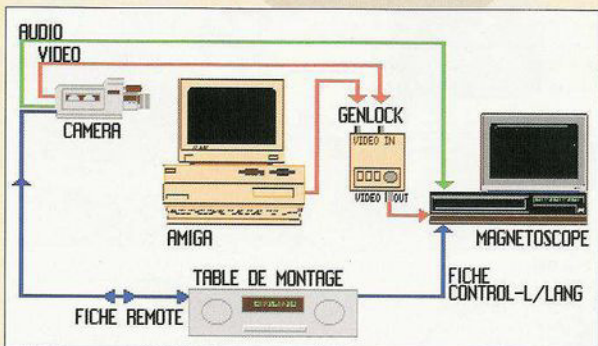 AUDIO
VIDEO
CAMERA
AMIGA
GENLOCK
VIDEO IN
VIDEO OUT
MAGNETOSCOPE
TABLE DE MONTAGE
FICHE REMOTE
FICHE
CONTROL-L/LANG